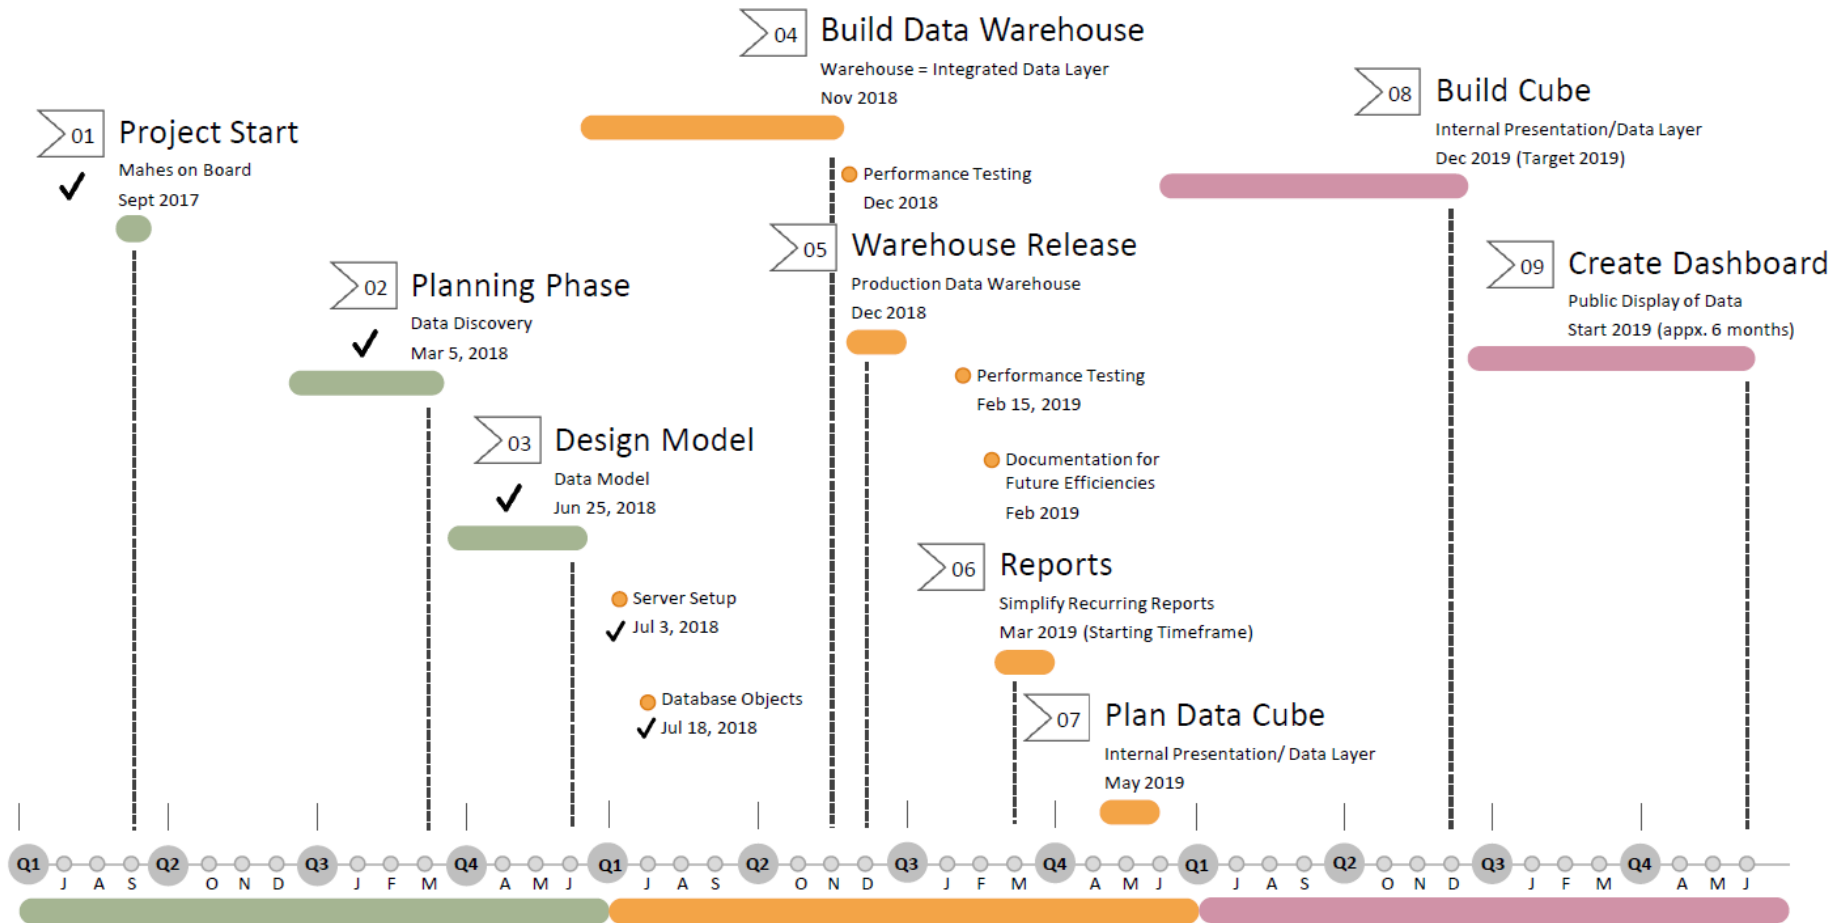 01
Project Start
Mahes on Board
Sept 2017
02
Planning Phase
Data Discovery
Mar 5, 2018
03
Design Model
Data Model
Jun 25, 2018
Server Setup
Jul 3, 2018
Database Objects
Jul 18, 2018
04
Build Data Warehouse
Warehouse = Integrated Data Layer
Nov 2018
Performance Testing
Dec 2018
05
Warehouse Release
Production Data Warehouse
Dec 2018
Performance Testing
Feb 15, 2019
Documentation for
Future Efficiencies
Feb 2019
06
Reports
Simplify Recurring Reports
Mar 2019 (Starting Timeframe)
07
Plan Data Cube
Internal Presentation/ Data Layer
May 2019
08
Build Cube
Internal Presentation/Data Layer
Dec 2019 (Target 2019)
09
Create Dashboard
Public Display of Data
Start 2019 (appx. 6 months)
Q1 Q2 Q3 Q4 Q1 Q2 Q3 Q4 Q1 Q2 Q3 Q4
J A S O N D J F M A M J J A S O N D J F M A M J J A S O N D J F M A M J